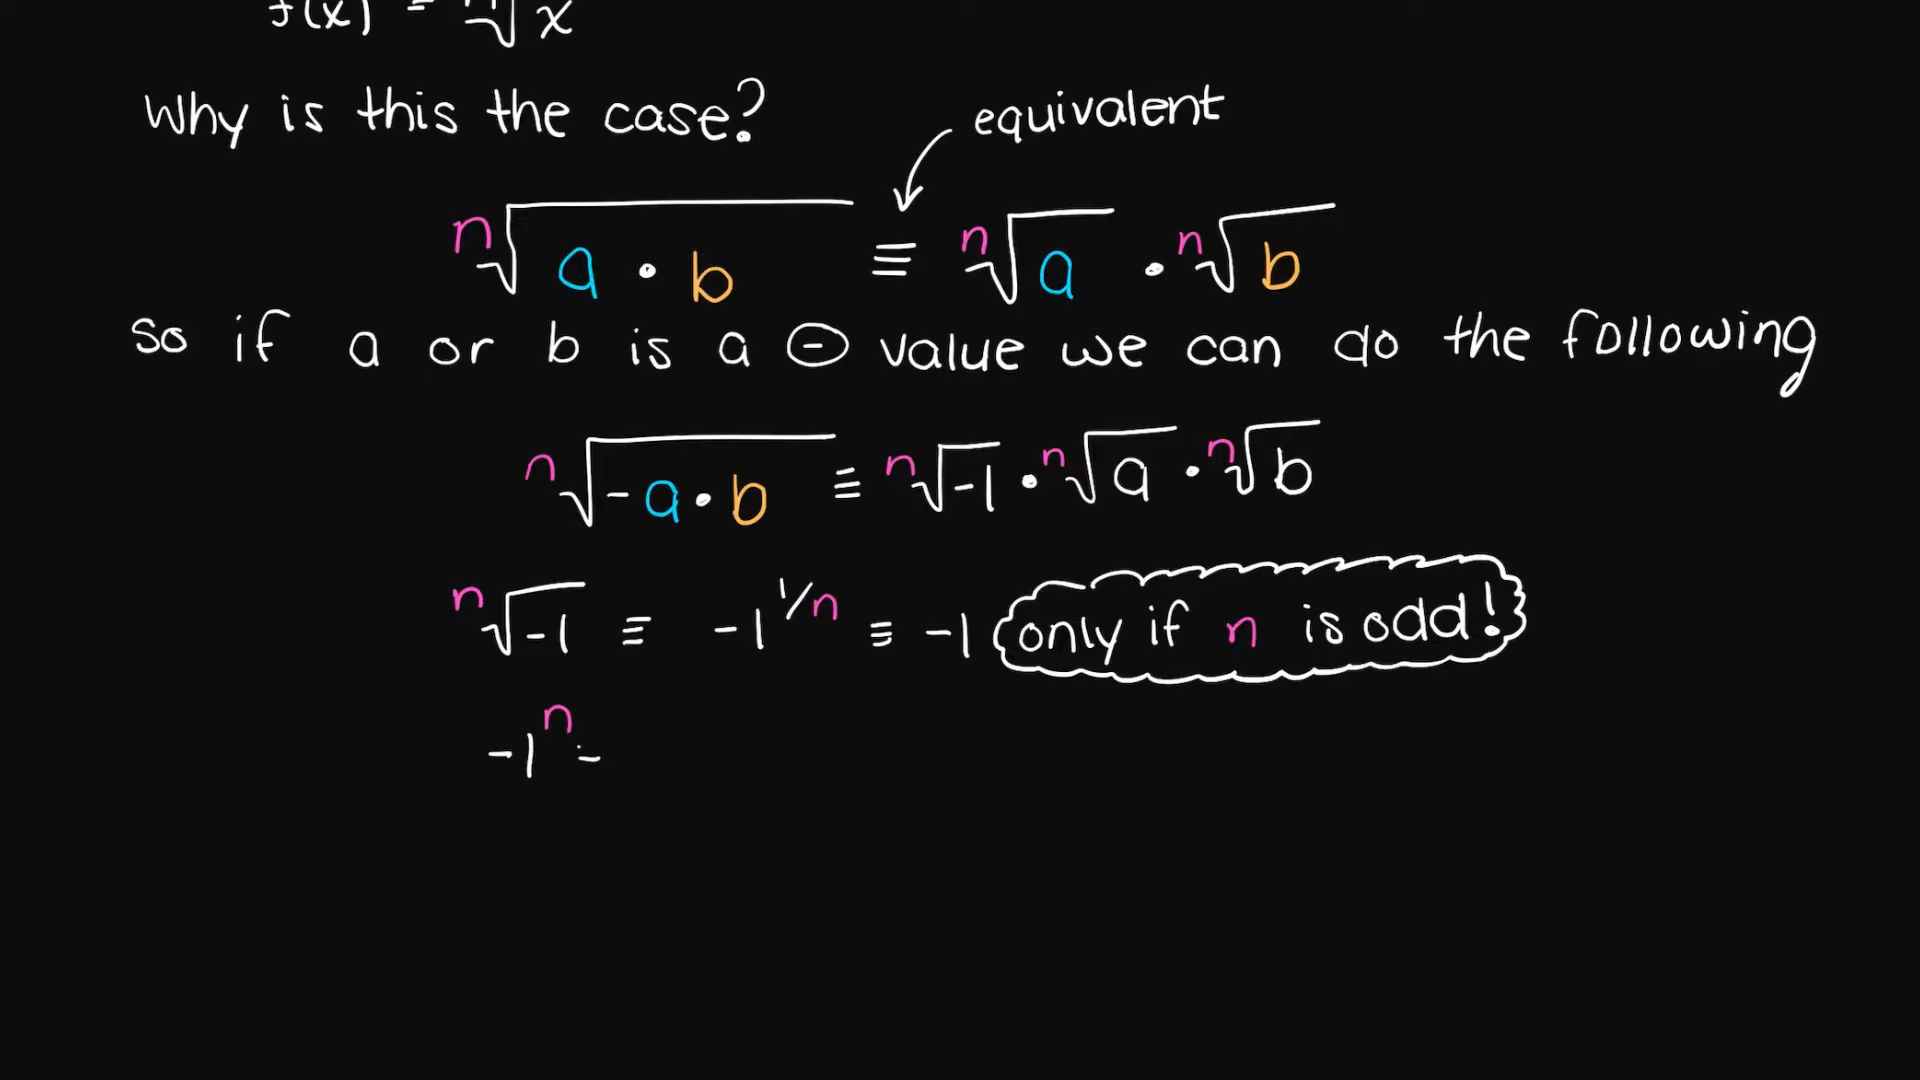 f(x) = ⁿ√x
Why is this the case?
equivalent
ⁿ√(a · b) ≡ ⁿ√a · ⁿ√b
so if a or b is a ⊖ value we can do the following
ⁿ√(-a · b) ≡ ⁿ√-1 · ⁿ√a · ⁿ√b
ⁿ√-1 ≡ -1^1/n ≡ -1 only if n is odd!
-1ⁿ =